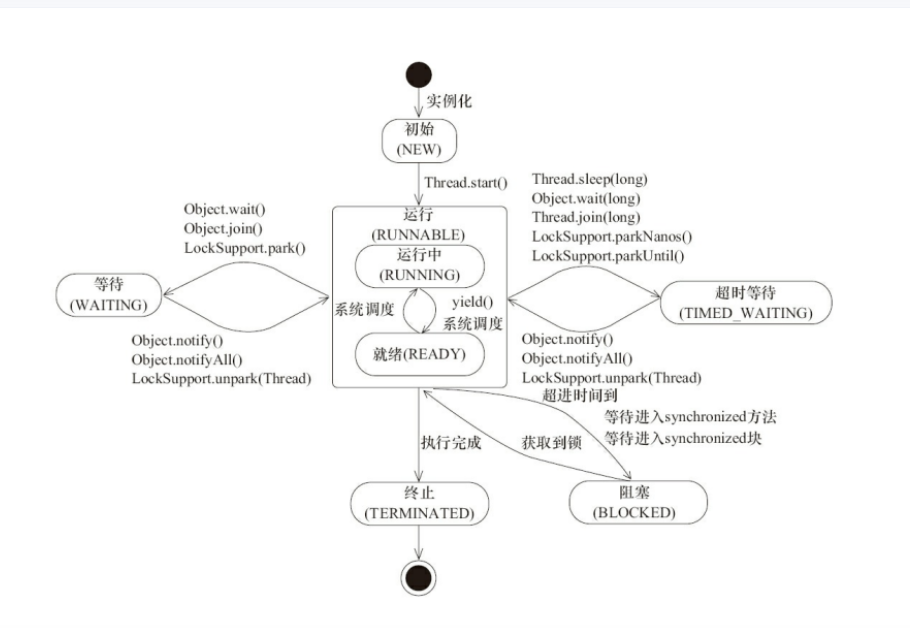 实例化
初始
(NEW)
Thread.start()
Object.wait()
Object.join()
LockSupport.park()
Thread.sleep(long)
Object.wait(long)
Thread.join(long)
LockSupport.parkNanos()
LockSupport.parkUntil()
运行
(RUNNABLE)
运行中
(RUNNING)
系统调度
yield()
系统调度
就绪(READY)
等待
(WAITING)
超时等待
(TIMED_WAITING)
Object.notify()
Object.notifyAll()
LockSupport.unpark(Thread)
Object.notify()
Object.notifyAll()
LockSupport.unpark(Thread)
超进时间到
等待进入synchronized方法
等待进入synchronized块
执行完成
获取到锁
终止
(TERMINATED)
阻塞
(BLOCKED)